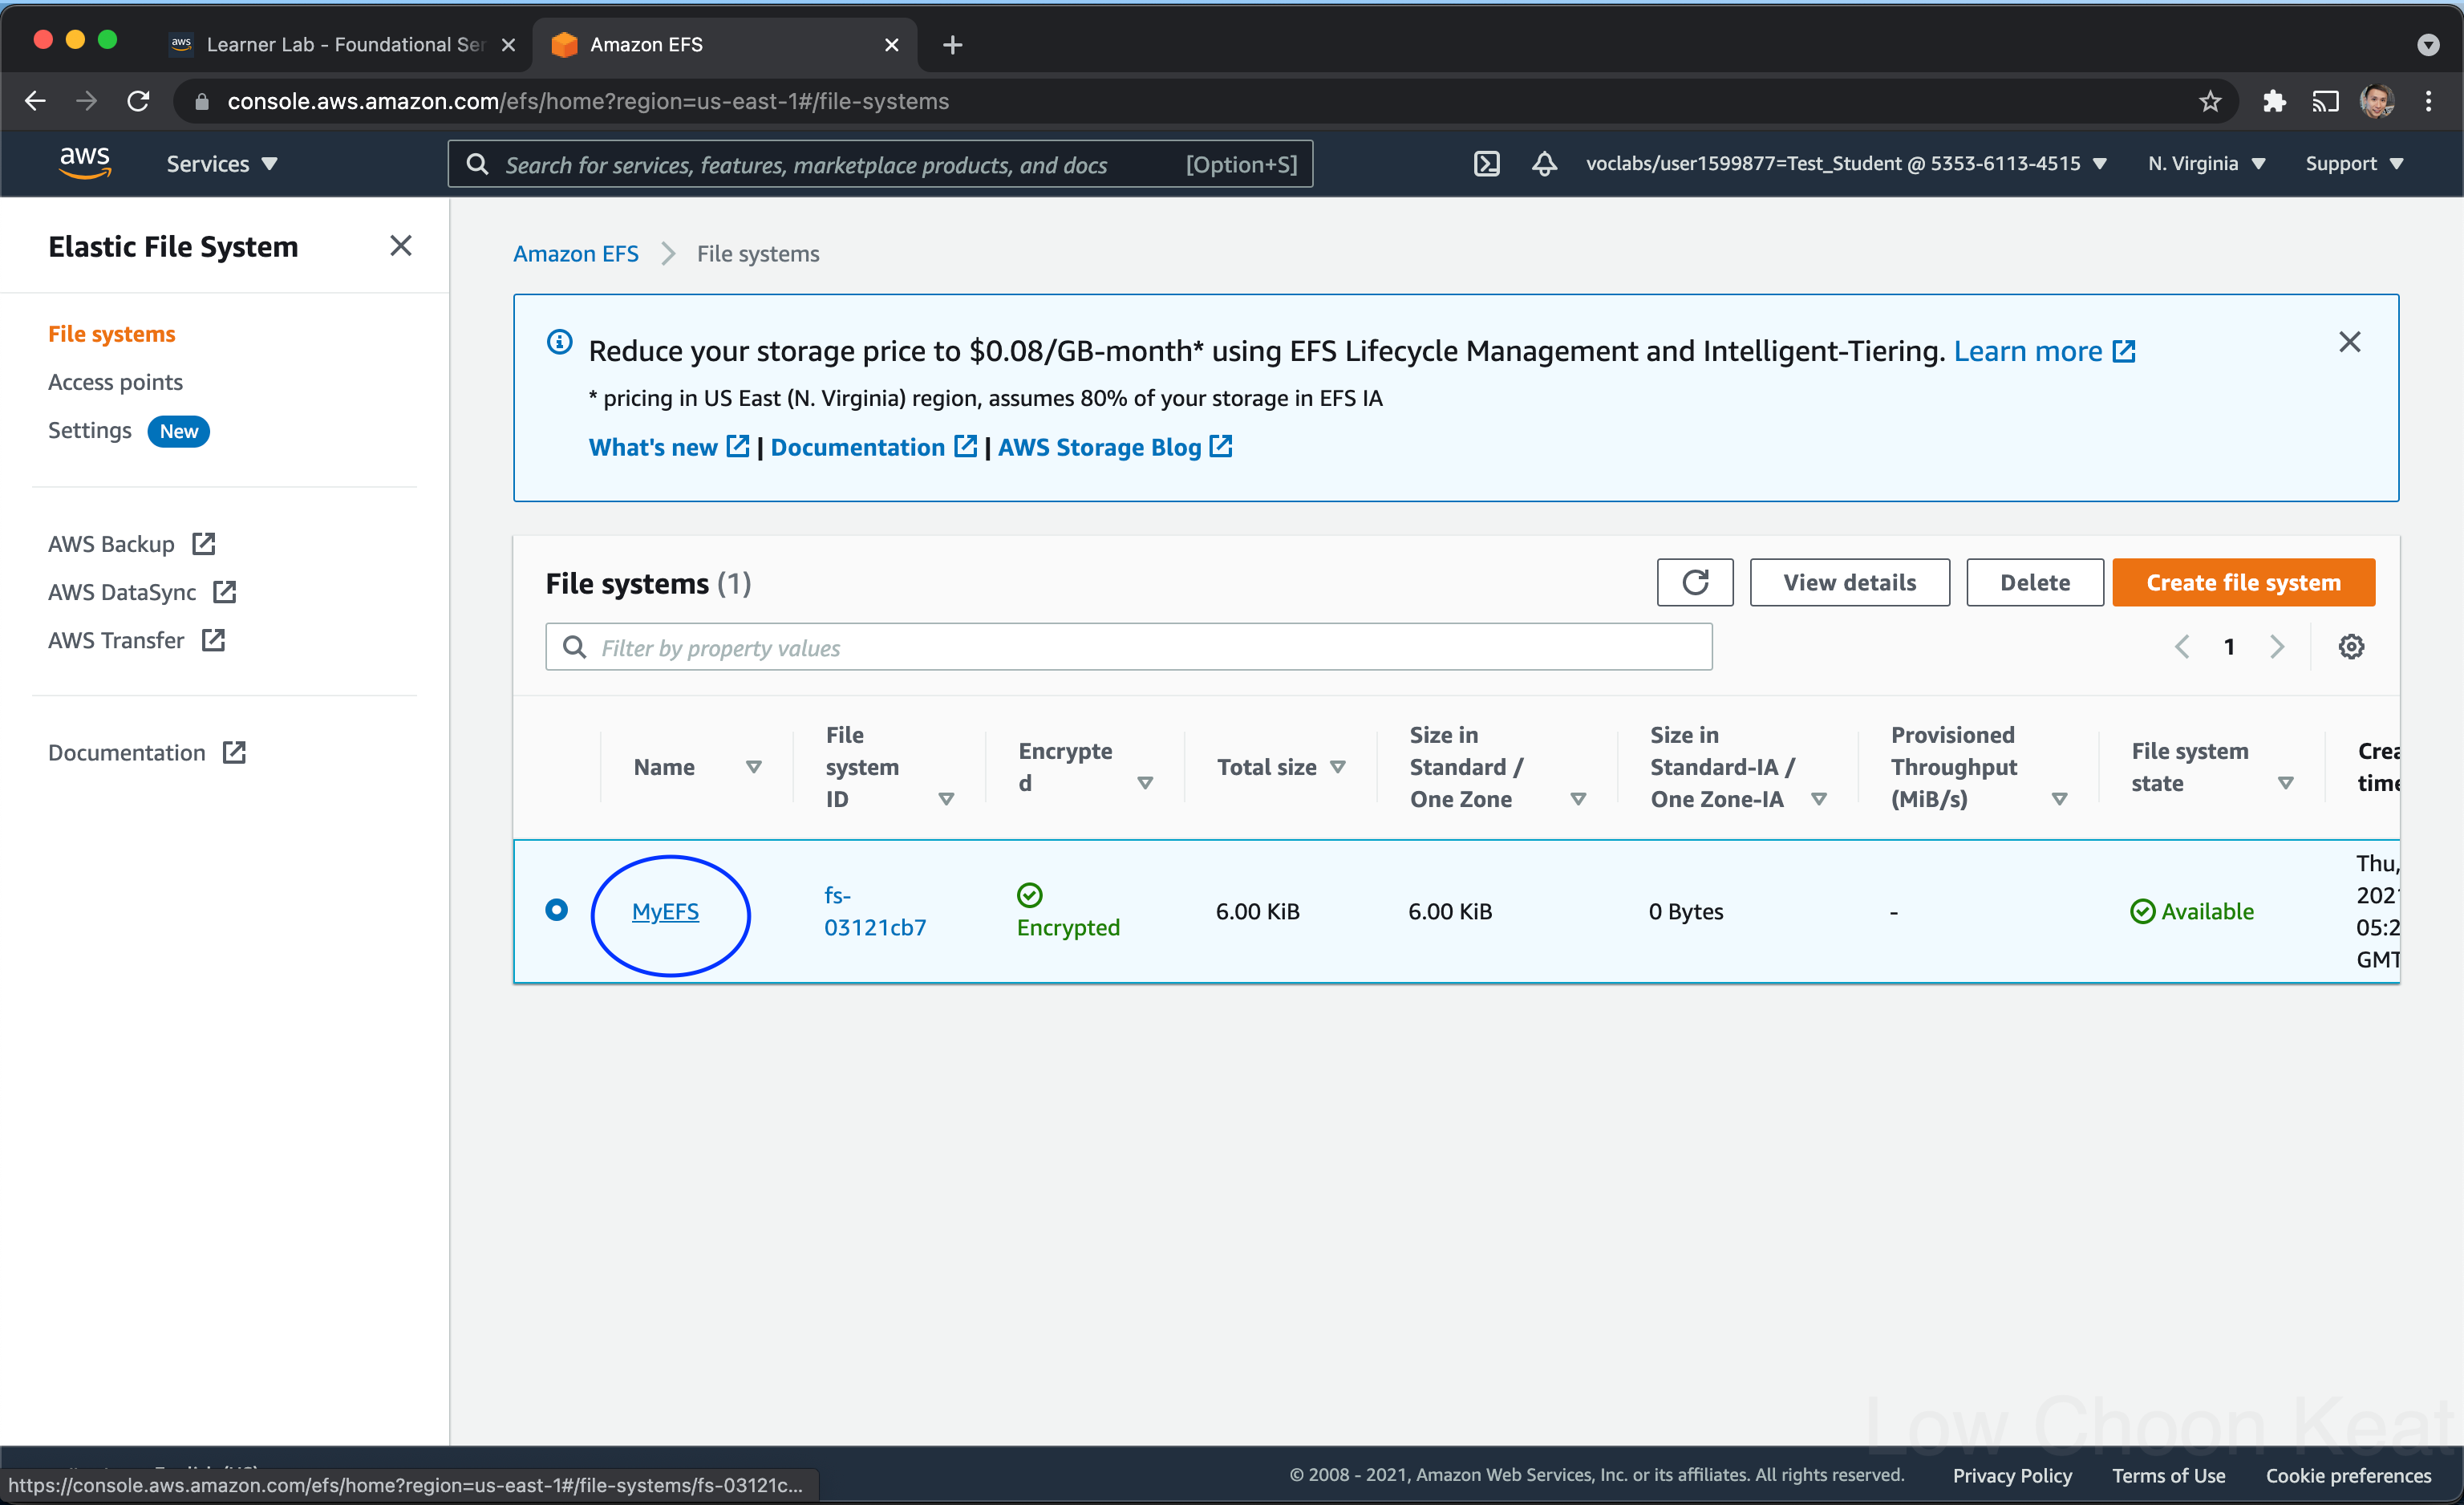 aws Learner Lab - Foundational Ser
Amazon EFS
console.aws.amazon.com/efs/home?region=us-east-1#/file-systems
aws Services Search for services, features, marketplace products, and docs [Option+S] voclabs/user1599877=Test_Student @ 5353-6113-4515 N. Virginia Support
Elastic File System
File systems
Access points
Settings New
AWS Backup
AWS DataSync
AWS Transfer
Documentation
Amazon EFS File systems
Reduce your storage price to $0.08/GB-month* using EFS Lifecycle Management and Intelligent-Tiering. Learn more
* pricing in US East (N. Virginia) region, assumes 80% of your storage in EFS IA
What's new | Documentation | AWS Storage Blog
File systems (1) View details Delete Create file system
Filter by property values 1
Name
File
system
ID
Encrypte
d
Total size
Size in
Standard /
One Zone
Size in
Standard-IA /
One Zone-IA
Provisioned
Throughput
(MiB/s)
File system
state
Crea
time
MyEFS
fs-
03121cb7
Encrypted
6.00 KiB
6.00 KiB
0 Bytes
-
Available
Thu,
202
05:2
GMT
Low Choon Keat
https://console.aws.amazon.com/efs/home?region=us-east-1#/file-systems/fs-03121c...
© 2008 - 2021, Amazon Web Services, Inc. or its affiliates. All rights reserved. Privacy Policy Terms of Use Cookie preferences